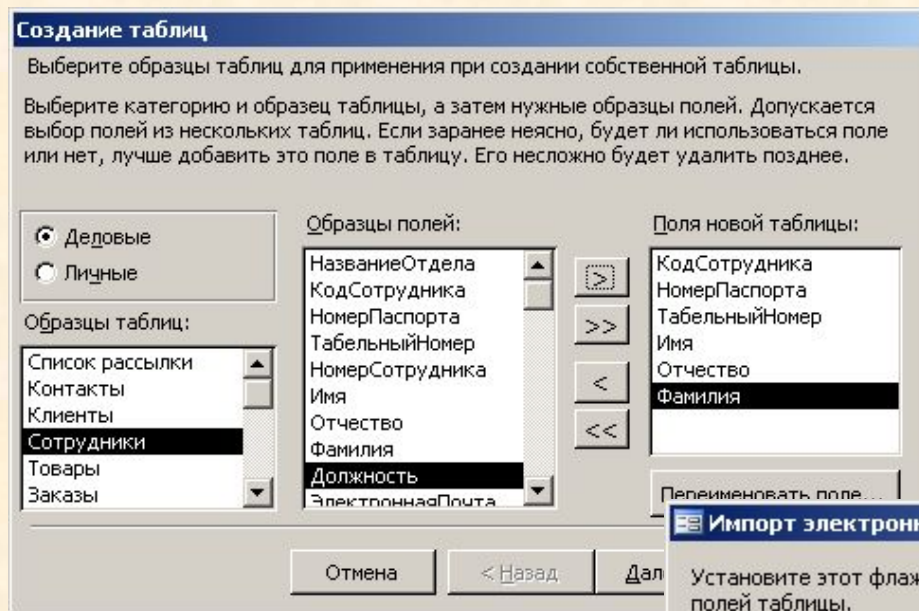 Создание таблиц
Выберите образцы таблиц для применения при создании собственной таблицы.
Выберите категорию и образец таблицы, а затем нужные образцы полей. Допускается
выбор полей из нескольких таблиц. Если заранее неясно, будет ли использоваться поле
или нет, лучше добавить это поле в таблицу. Его несложно будет удалить позднее.
Деловые
Личные
Образцы таблиц:
Список рассылки
Контакты
Клиенты
Сотрудники
Товары
Заказы
Образцы полей:
НазваниеОтдела
КодСотрудника
НомерПаспорта
ТабельныйНомер
НомерСотрудника
Имя
Отчество
Фамилия
Должность
ЭлектроннаяПочта
>
>>
<
<<
Поля новой таблицы:
КодСотрудника
НомерПаспорта
ТабельныйНомер
Имя
Отчество
Фамилия
Переименовать поле...
Отмена
< Назад
Дал
Импорт электронн
Установите этот флаж
полей таблицы.